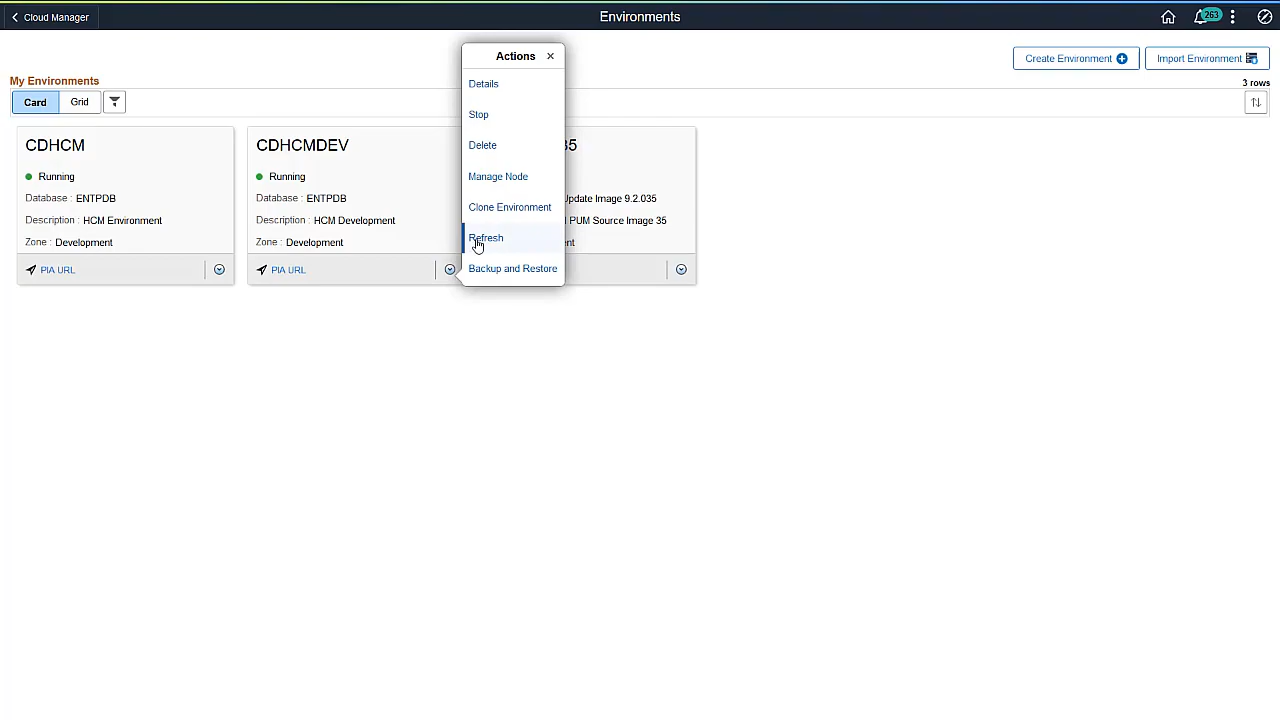 Cloud Manager
Environments
263
Actions
Create Environment
Import Environment
My Environments
3 rows
Card
Grid
Details
Stop
Delete
Manage Node
Clone Environment
Refresh
Backup and Restore
CDHCM
Running
Database : ENTPDB
Description : HCM Environment
Zone : Development
PIA URL
CDHCMDEV
Running
Database : ENTPDB
Description : HCM Development
Zone : Development
PIA URL
35
Update Image 9.2.035
PUM Source Image 35